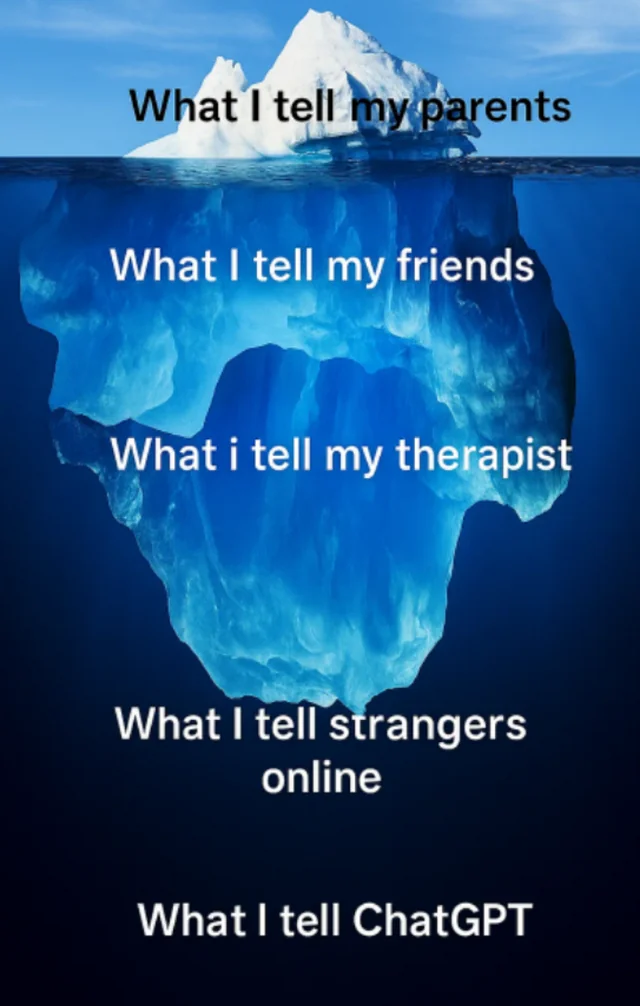 What I tell my parents
What I tell my friends
What i tell my therapist
What I tell strangers
online
What I tell ChatGPT